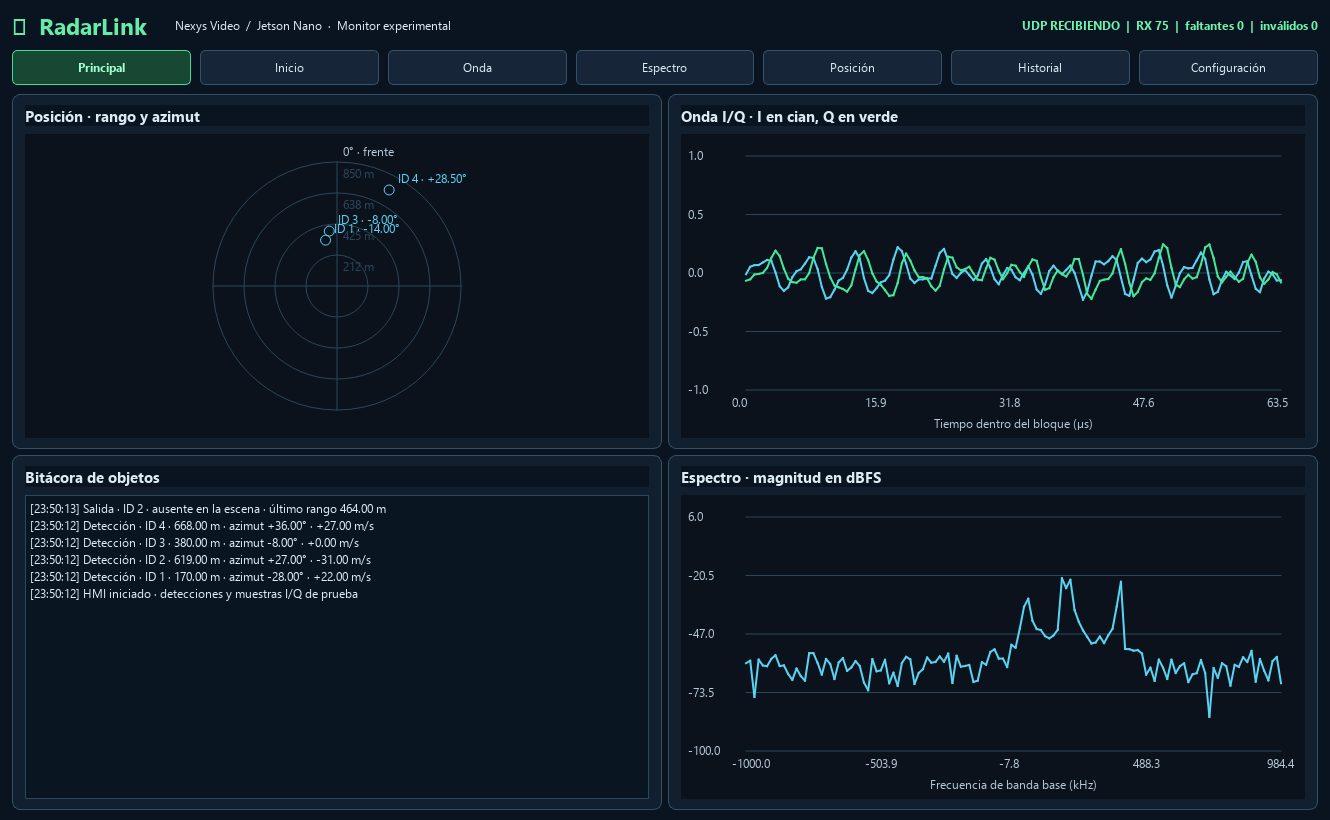 RadarLink
Nexys Video / Jetson Nano · Monitor experimental
UDP RECIBIENDO | RX 75 | faltantes 0 | inválidos 0
Principal
Inicio
Onda
Espectro
Posición
Historial
Configuración
Posición · rango y azimut
0° · frente
850 m
ID 4 · +28.50°
638 m
ID 3 · -8.00°
ID 1 · -14.00°
425 m
212 m
Onda I/Q · I en cian, Q en verde
1.0
0.5
0.0
-0.5
-1.0
0.0
15.9
31.8
47.6
63.5
Tiempo dentro del bloque (µs)
Bitácora de objetos
[23:50:13] Salida · ID 2 · ausente en la escena · último rango 464.00 m
[23:50:12] Detección · ID 4 · 668.00 m · azimut +36.00° · +27.00 m/s
[23:50:12] Detección · ID 3 · 380.00 m · azimut -8.00° · +0.00 m/s
[23:50:12] Detección · ID 2 · 619.00 m · azimut +27.00° · -31.00 m/s
[23:50:12] Detección · ID 1 · 170.00 m · azimut -28.00° · +22.00 m/s
[23:50:12] HMI iniciado · detecciones y muestras I/Q de prueba
Espectro · magnitud en dBFS
6.0
-20.5
-47.0
-73.5
-100.0
-1000.0
-503.9
-7.8
488.3
984.4
Frecuencia de banda base (kHz)